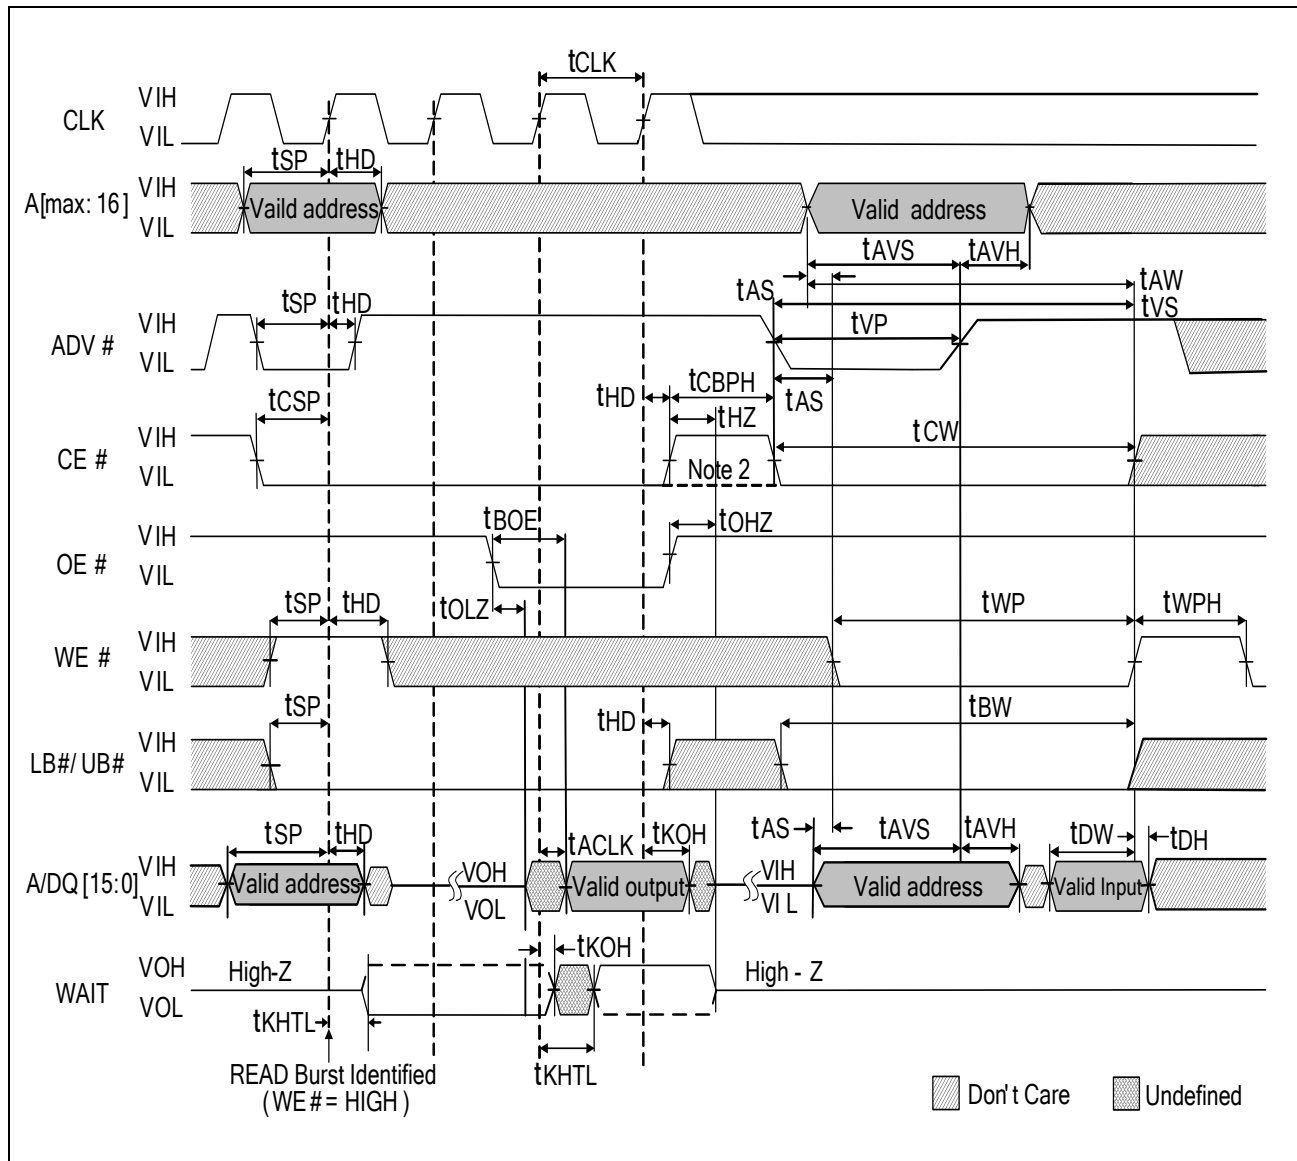 tCLK
CLK VIH
VIL
tSP tHD
A[max: 16] VIH
VIL
Vaild address
Valid address
tAVS tAVH
tAW
tAS
tVS
tSP tHD
ADV # VIH
VIL
tVP
tCSP
tHD tCBPH tAS
tHZ
tCW
CE # VIH
VIL
Note 2
tBOE
tOHZ
OE # VIH
VIL
tOLZ
tSP tHD
tWP tWPH
WE # VIH
VIL
tSP
tHD
tBW
LB#/ UB# VIH
VIL
tSP tHD
tACLK tKOH
tAS tAVS tAVH tDW tDH
A/DQ [15:0] VIH
VIL
Valid address
VOH
VOL
Valid output
VIH
VI L
Valid address
Valid Input
tKOH
WAIT VOH
VOL
High-Z
High - Z
tKHTL
tKHTL
READ Burst Identified
( WE # = HIGH )
Don't Care
Undefined